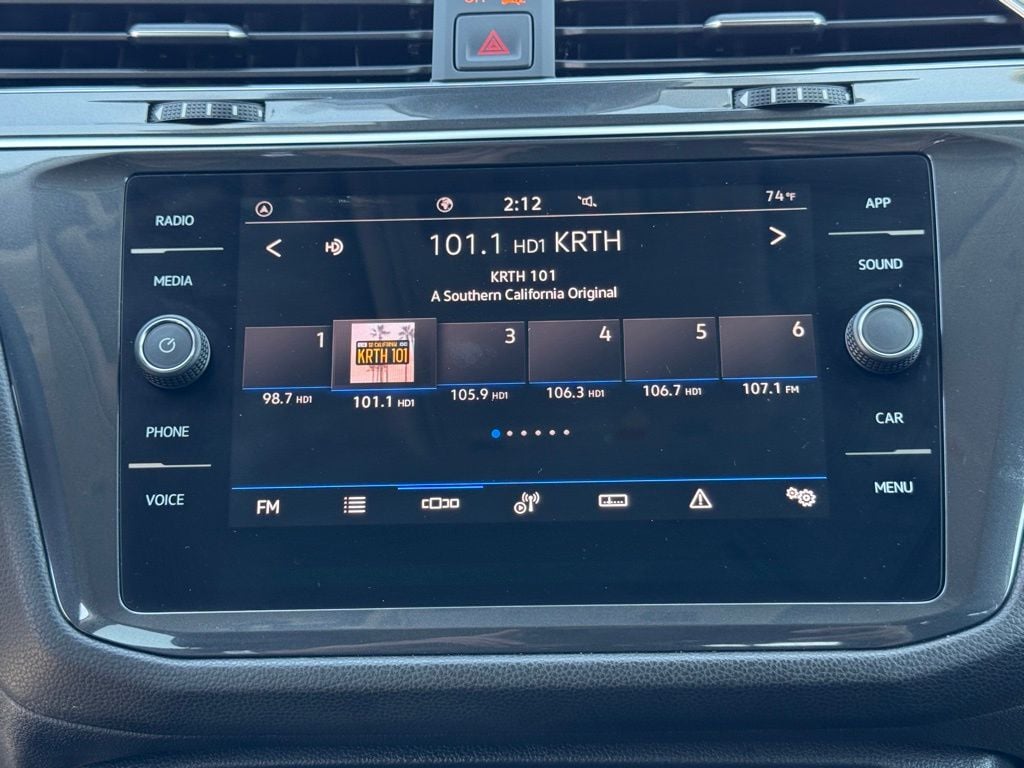 RADIO
MEDIA
PHONE
VOICE
2:12
74°F
101.1 HD1 KRTH
KRTH 101
A Southern California Original
1
KRTH 101
3
4
5
6
98.7 HD1
101.1 HD1
105.9 HD1
106.3 HD1
106.7 HD1
107.1 FM
FM
APP
SOUND
CAR
MENU